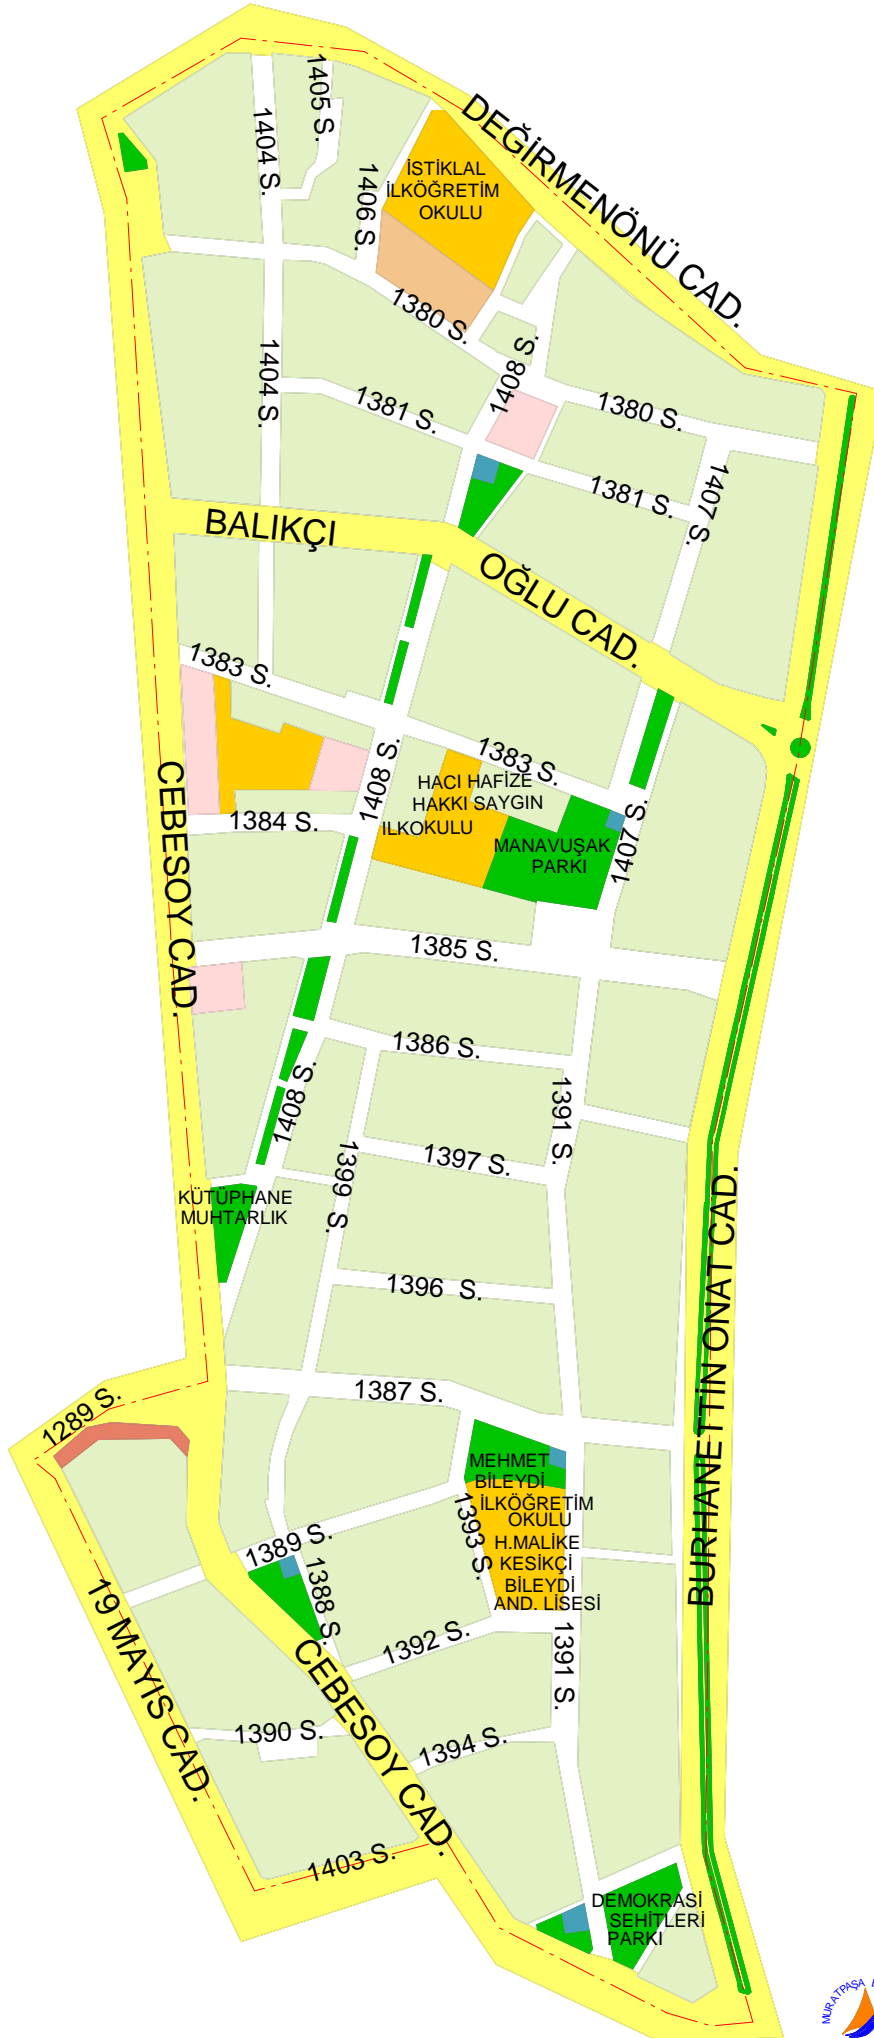 1405 S.
1404 S.
DEĞİRMENÖNÜ CAD.
İSTİKLAL
İLKÖĞRETİM
OKULU
1406 S.
1380 S.
1408 S.
1404 S.
1381 S.
1380 S.
1381 S.
1407 S.
BALIKÇI
OĞLU CAD.
1383 S.
1383 S.
CEBESOY CAD.
1408 S.
HACI HAFİZE
HAKKI SAYGIN
ILKOKULU
1384 S.
1407 S.
MANAVUŞAK
PARKI
1385 S.
1386 S.
1408 S.
1391 S.
1397 S.
1399 S.
KÜTÜPHANE
MUHTARLIK
BURHANETTİN ONAT CAD.
1396 S.
1387 S.
1289 S.
MEHMET
BİLEYDİ
İLKÖĞRETİM
OKULU
H.MALİKE
KESİKÇİ
BİLEYDİ
AND. LİSESİ
1393 S.
1389 S.
1388 S.
19 MAYIS CAD.
1392 S.
1391 S.
CEBESOY CAD.
1390 S.
1394 S.
1403 S.
DEMOKRASİ
SEHİTLERİ
PARKI
MURATPAŞA